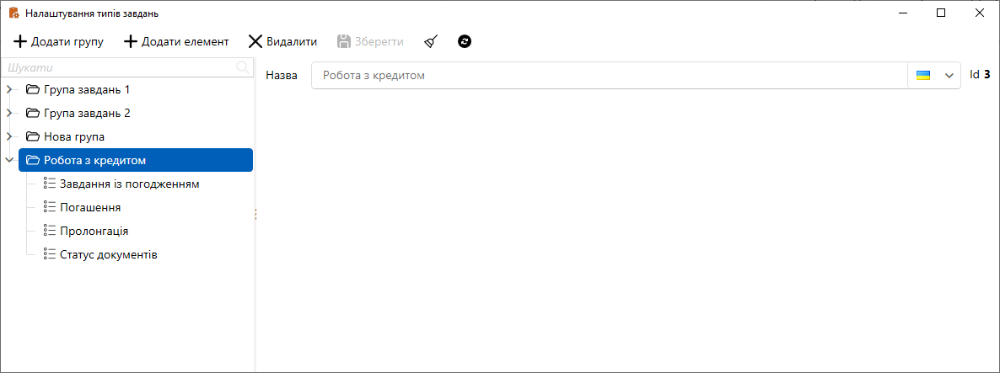 Налаштування типів завдань
Додати групу Додати елемент Видалити Зберегти
Шукати
Група завдань 1
Група завдань 2
Нова група
Робота з кредитом
Завдання із погодженням
Погашення
Пролонгація
Статус документів
Назва Робота з кредитом Id 3